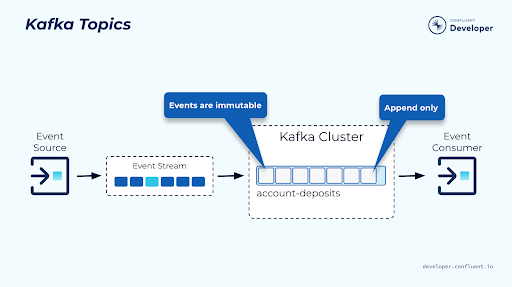 Kafka Topics
CONFLUENT
Developer
Events are immutable
Append only
Event
Source
Event Stream
Kafka Cluster
account-deposits
Event
Consumer
developer.confluent.io